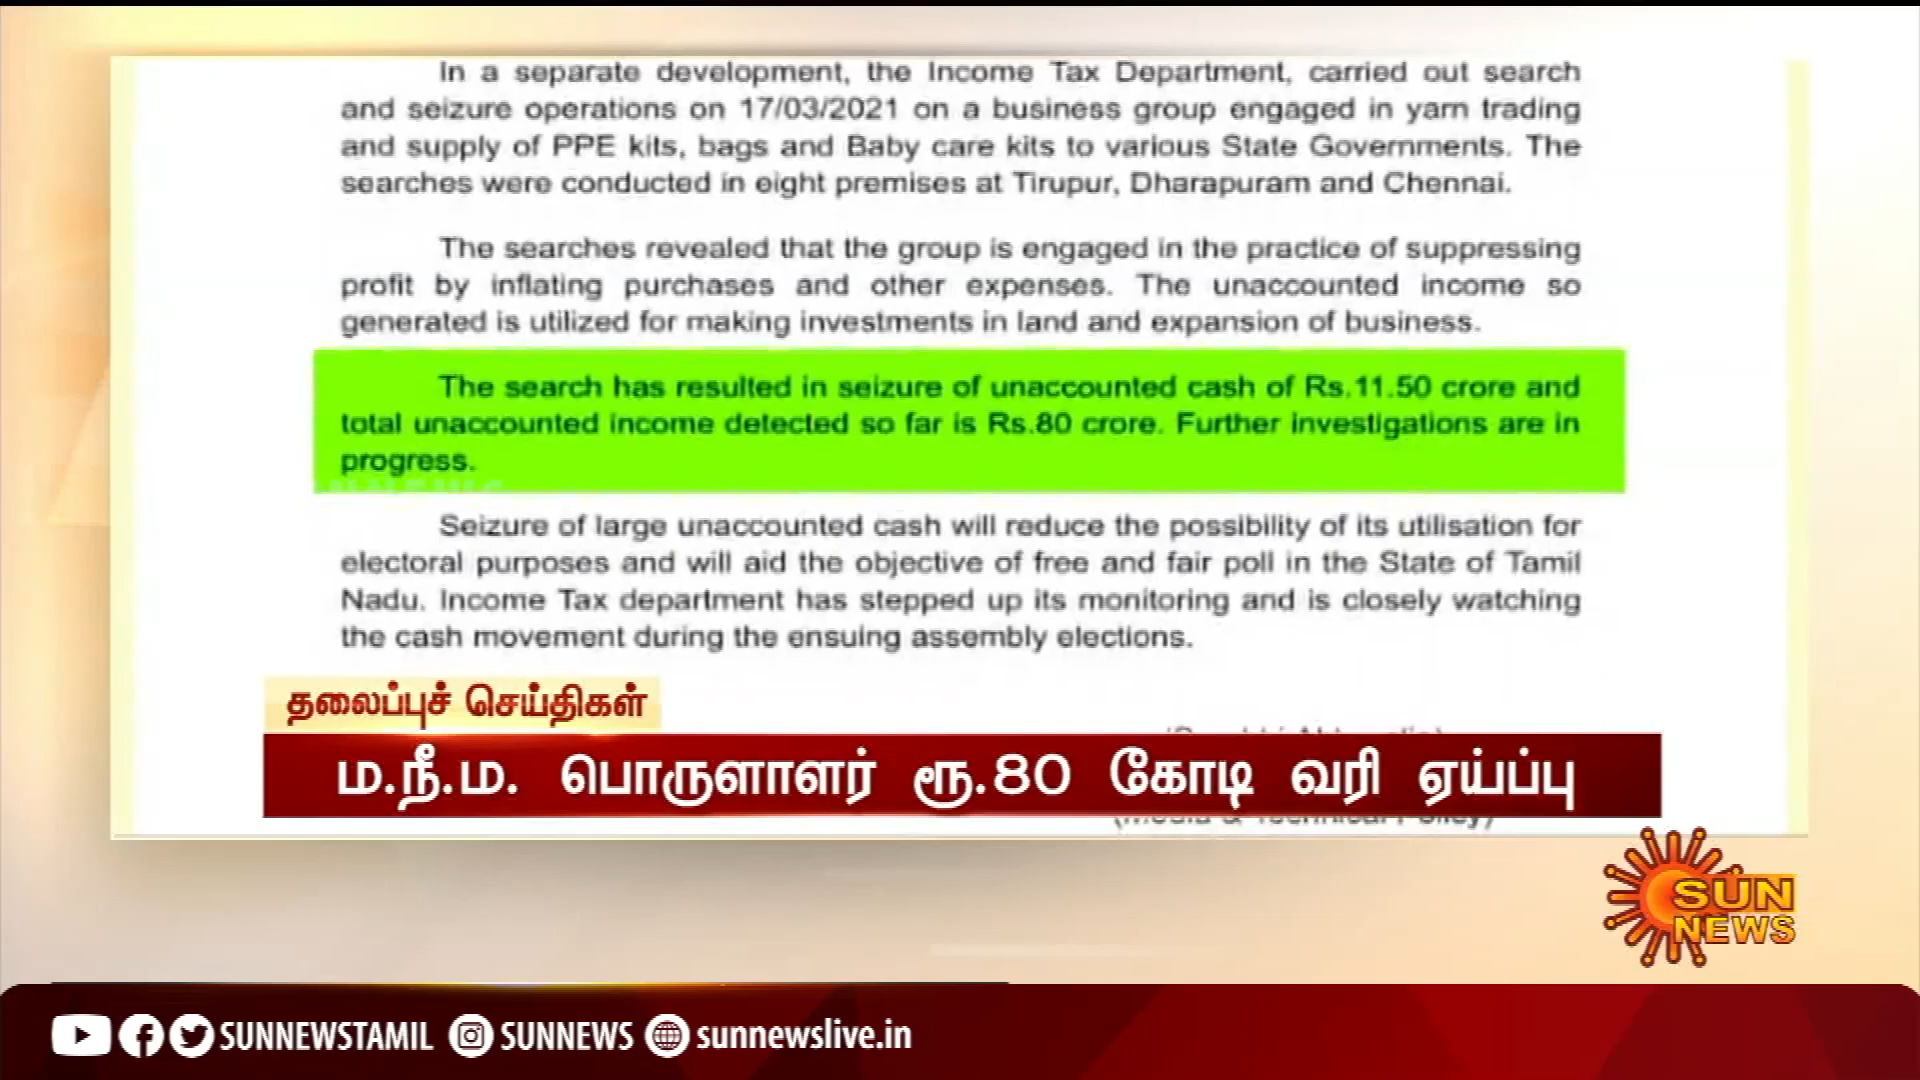 In a separate development, the Income Tax Department, carried out search
and seizure operations on 17/03/2021 on a business group engaged in yarn trading
and supply of PPE kits, bags and Baby care kits to various State Governments. The
searches were conducted in eight premises at Tirupur, Dharapuram and Chennai.
The searches revealed that the group is engaged in the practice of suppressing
profit by inflating purchases and other expenses. The unaccounted income so
generated is utilized for making investments in land and expansion of business.
The search has resulted in seizure of unaccounted cash of Rs.11.50 crore and
total unaccounted income detected so far is Rs.80 crore. Further investigations are in
progress.
Seizure of large unaccounted cash will reduce the possibility of its utilisation for
electoral purposes and will aid the objective of free and fair poll in the State of Tamil
Nadu. Income Tax department has stepped up its monitoring and is closely watching
the cash movement during the ensuing assembly elections.
தலைப்புச் செய்திகள்
ம.நீ.ம. பொருளாளர் ரூ.80 கோடி வரி ஏய்ப்பு
SUN
NEWS
SUNNEWSTAMIL SUNNEWS sunnewslive.in